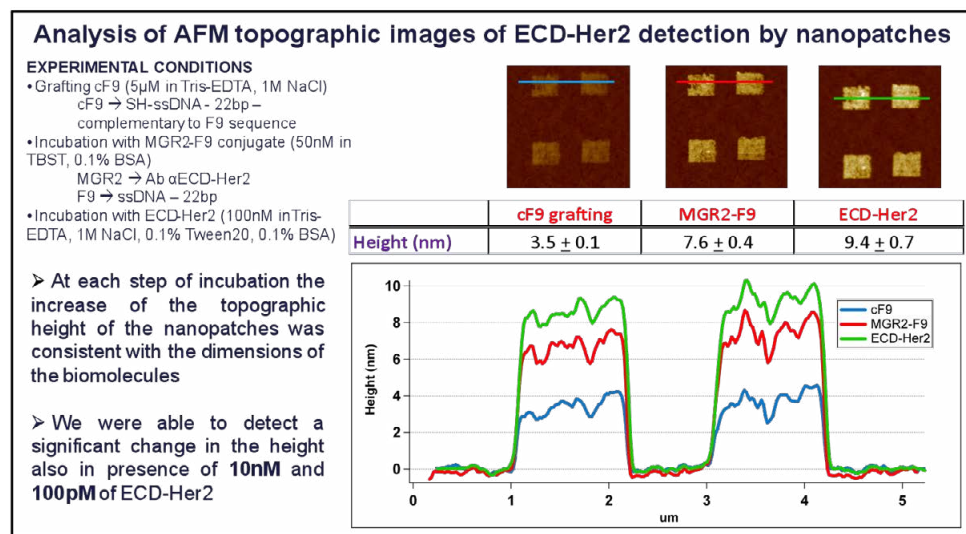 Analysis of AFM topographic images of ECD-Her2 detection by nanopatches
EXPERIMENTAL CONDITIONS
•Grafting cF9 (5µM in Tris-EDTA, 1M NaCl)
cF9 → SH-ssDNA - 22bp –
complementary to F9 sequence
•Incubation with MGR2-F9 conjugate (50nM in
TBST, 0.1% BSA)
MGR2 → Ab αECD-Her2
F9 → ssDNA – 22bp
•Incubation with ECD-Her2 (100nM inTris-
EDTA, 1M NaCl, 0.1% Tween20, 0.1% BSA)
➢ At each step of incubation the
increase of the topographic
height of the nanopatches was
consistent with the dimensions of
the biomolecules
➢ We were able to detect a
significant change in the height
also in presence of 10nM and
100pM of ECD-Her2
cF9 grafting MGR2-F9 ECD-Her2
Height (nm) 3.5 ± 0.1 7.6 ± 0.4 9.4 ± 0.7
Height (nm)
10
8
6
4
2
0
cF9
MGR2-F9
ECD-Her2
0 1 2 3 4 5
um